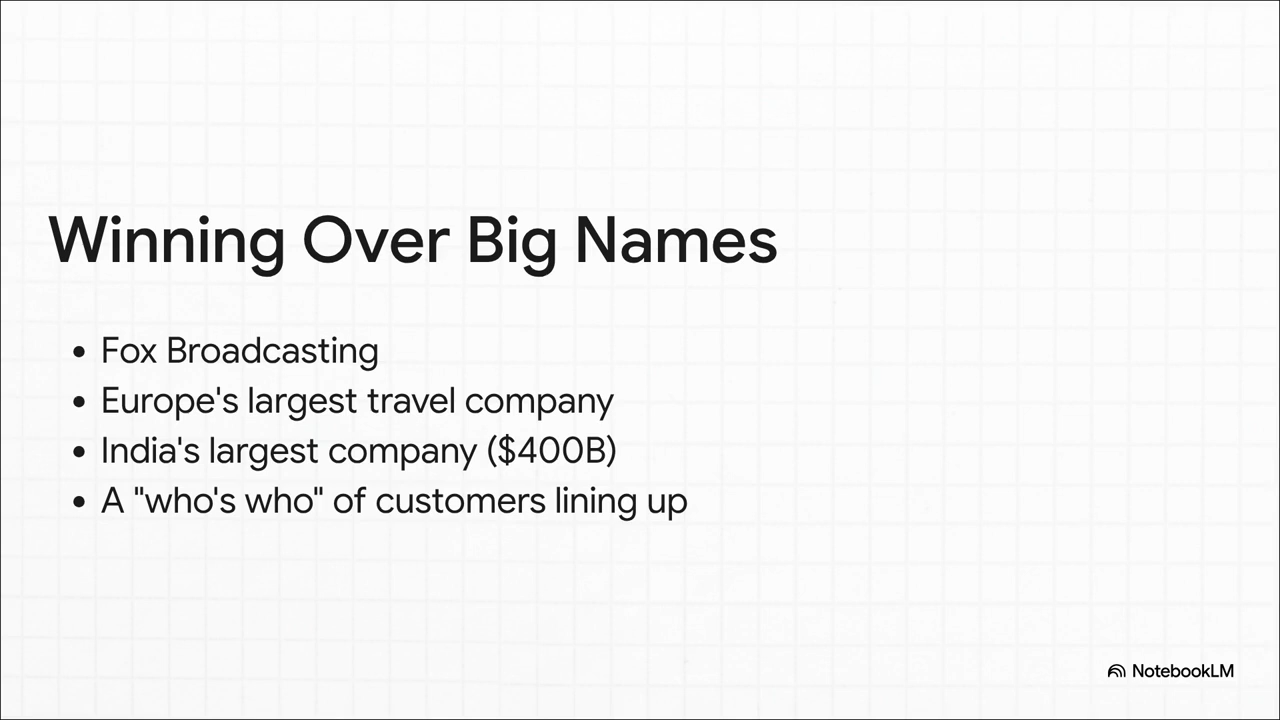 Winning Over Big Names
• Fox Broadcasting
• Europe's largest travel company
• India's largest company ($400B)
• A "who's who" of customers lining up
NotebookLM